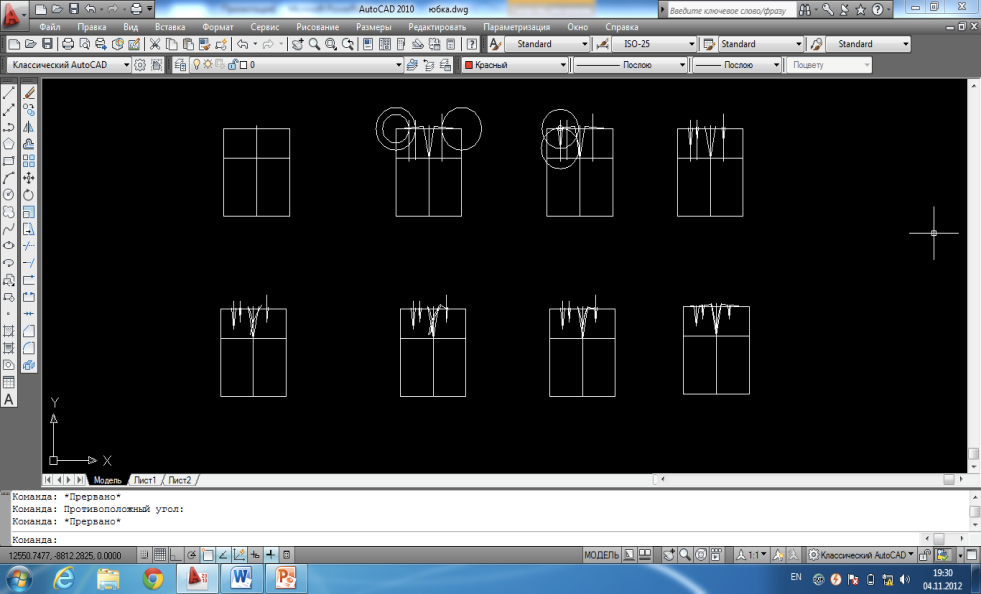 AutoCAD 2010 юбка.dwg Введите ключевое слово/фразу
Файл Правка Вид Вставка Формат Сервис Рисование Размеры Редактировать Параметризация Окно Справка
Standard ISO-25 Standard Standard
Классический AutoCAD 0 Красный Послою Послою Поцвету
Y
X
Модель Лист1 Лист2
Команда: *Прервано*
Команда: Противоположный угол:
Команда: *Прервано*
Команда:
12550.7477, -8812.2825, 0.0000 МОДЕЛЬ 1:1 Классический AutoCAD
EN 19:30
04.11.2012